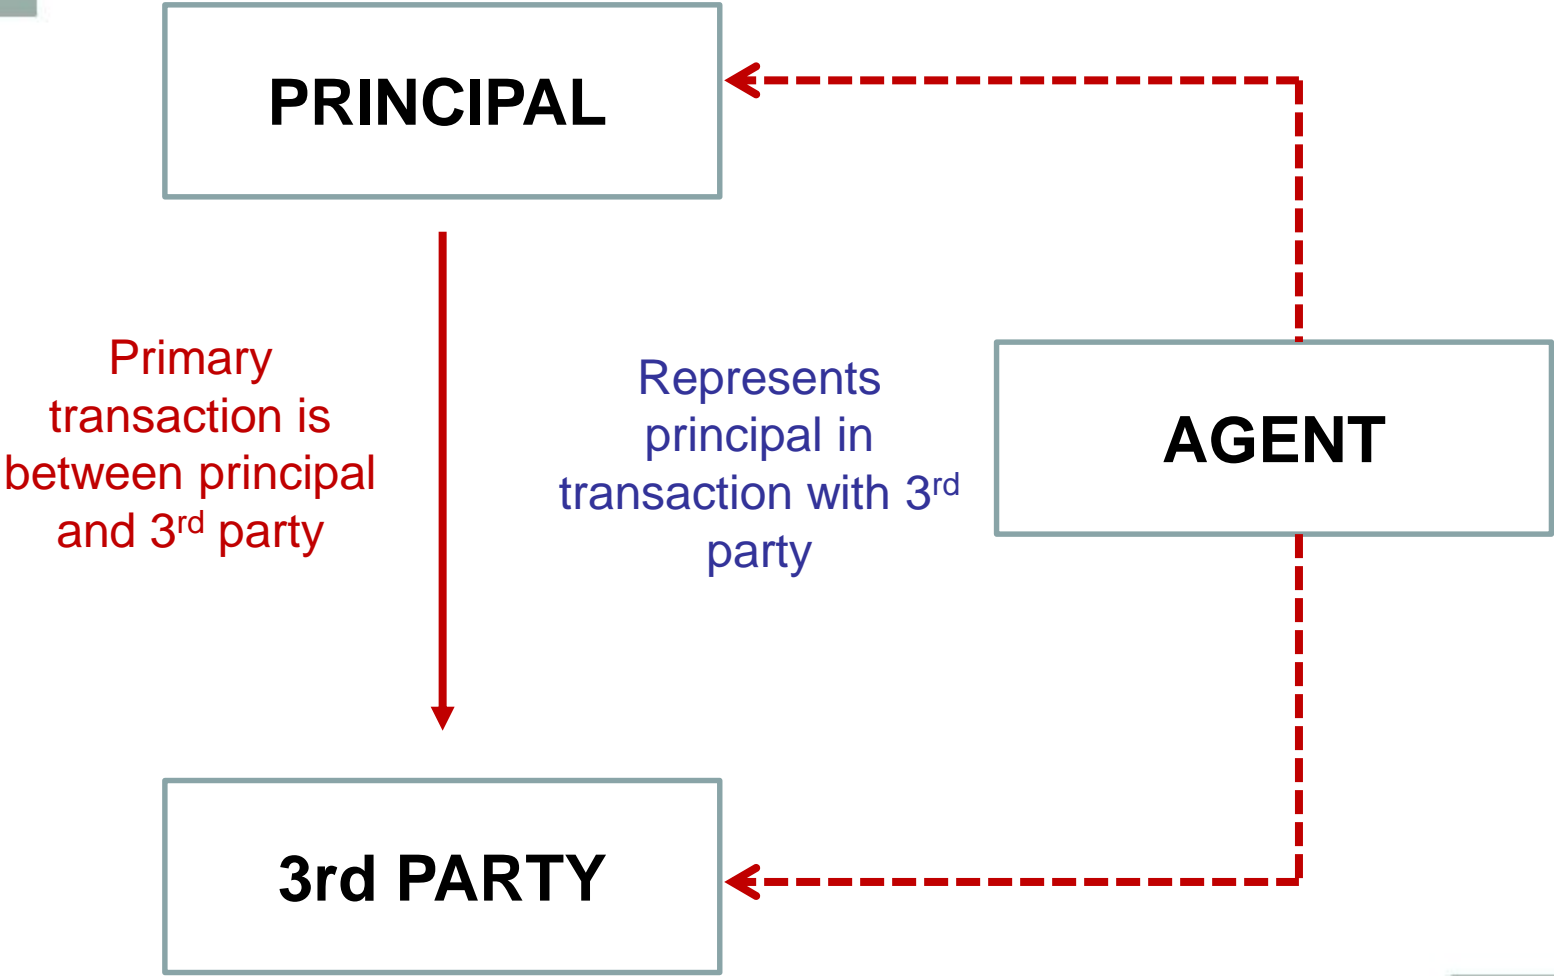 PRINCIPAL
Primary
transaction is
between principal
and 3rd party
Represents
principal in
transaction with 3rd
party
AGENT
3rd PARTY